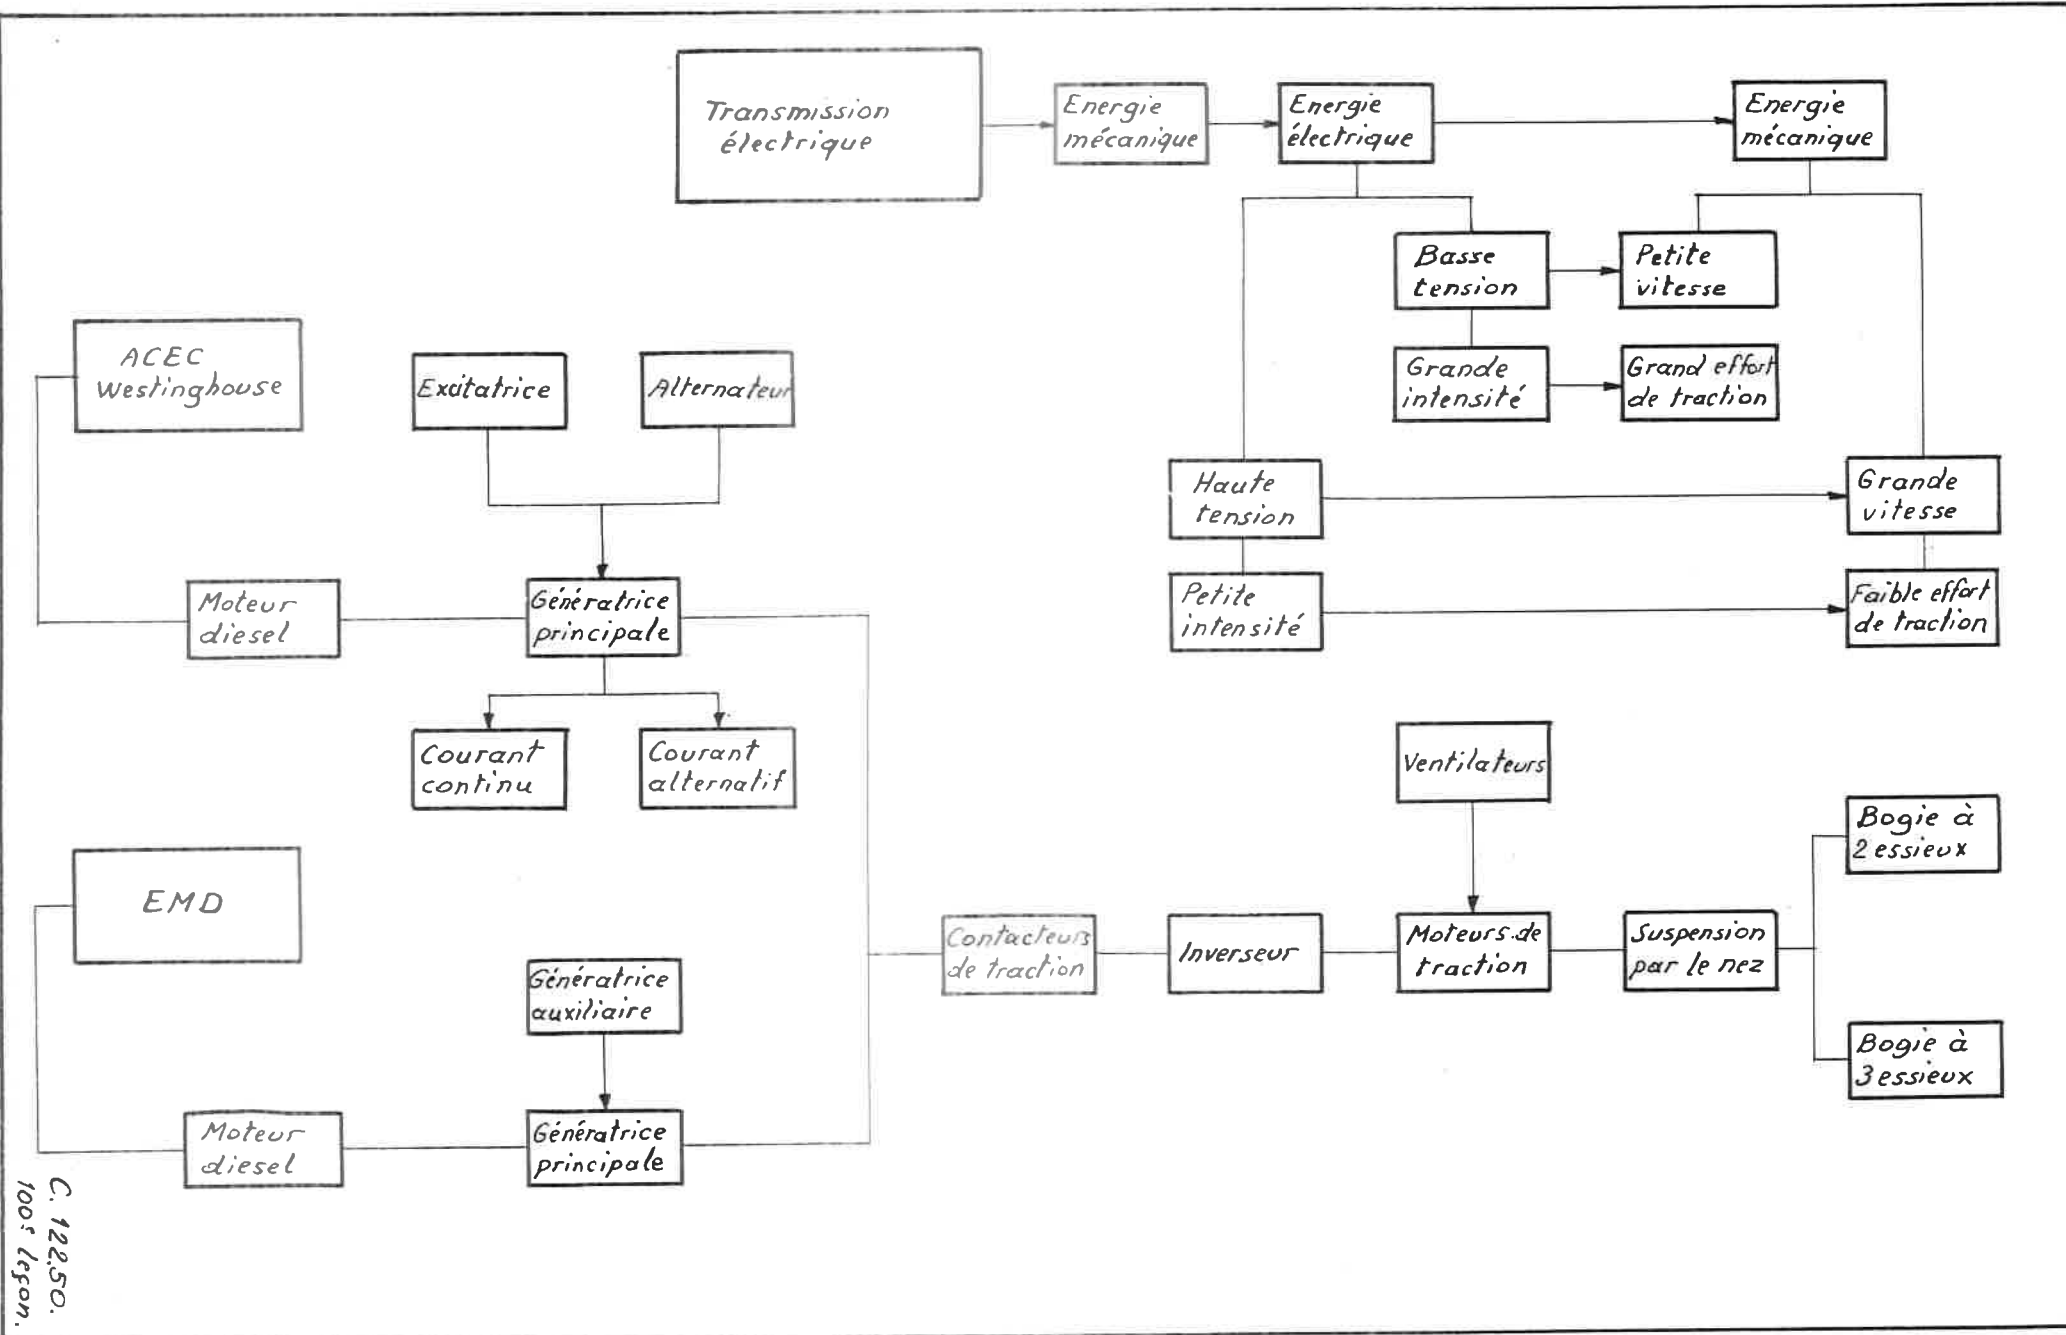 Transmission
électrique
Energie
mécanique
Energie
électrique
Energie
mécanique
Basse
tension
Petite
vitesse
Grande
intensité
Grand effort
de traction
Haute
tension
Grande
vitesse
Petite
intensité
Faible effort
de traction
ACEC
Westinghouse
Excitatrice
Alternateur
Moteur
diesel
Génératrice
principale
Courant
continu
Courant
alternatif
EMD
Génératrice
auxiliaire
Moteur
diesel
Génératrice
principale
Contacteurs
de traction
Inverseur
Ventilateurs
Moteurs de
traction
Suspension
par le nez
Bogie à
2 essieux
Bogie à
3 essieux
C. 122.50.
100e leçon.